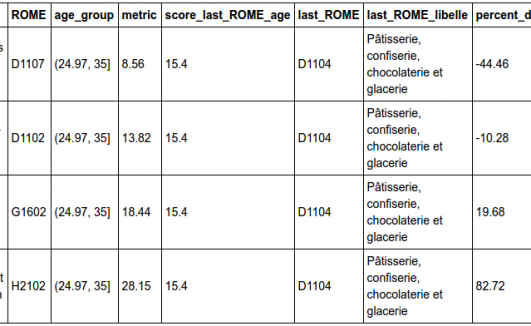 ROME age_group metric score_last_ROME_age last_ROME last_ROME_libelle percent_d
s
D1107 (24.97, 35] 8.56 15.4 D1104 Pâtisserie, confiserie, chocolaterie et glacerie -44.46
D1102 (24.97, 35] 13.82 15.4 D1104 Pâtisserie, confiserie, chocolaterie et glacerie -10.28
G1602 (24.97, 35] 18.44 15.4 D1104 Pâtisserie, confiserie, chocolaterie et glacerie 19.68
t
H2102 (24.97, 35] 28.15 15.4 D1104 Pâtisserie, confiserie, chocolaterie et glacerie 82.72